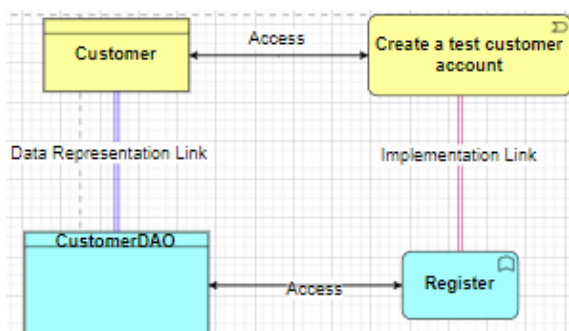 Customer
Access
Create a test customer
account
Data Representation Link
Implementation Link
CustomerDAO
Access
Register